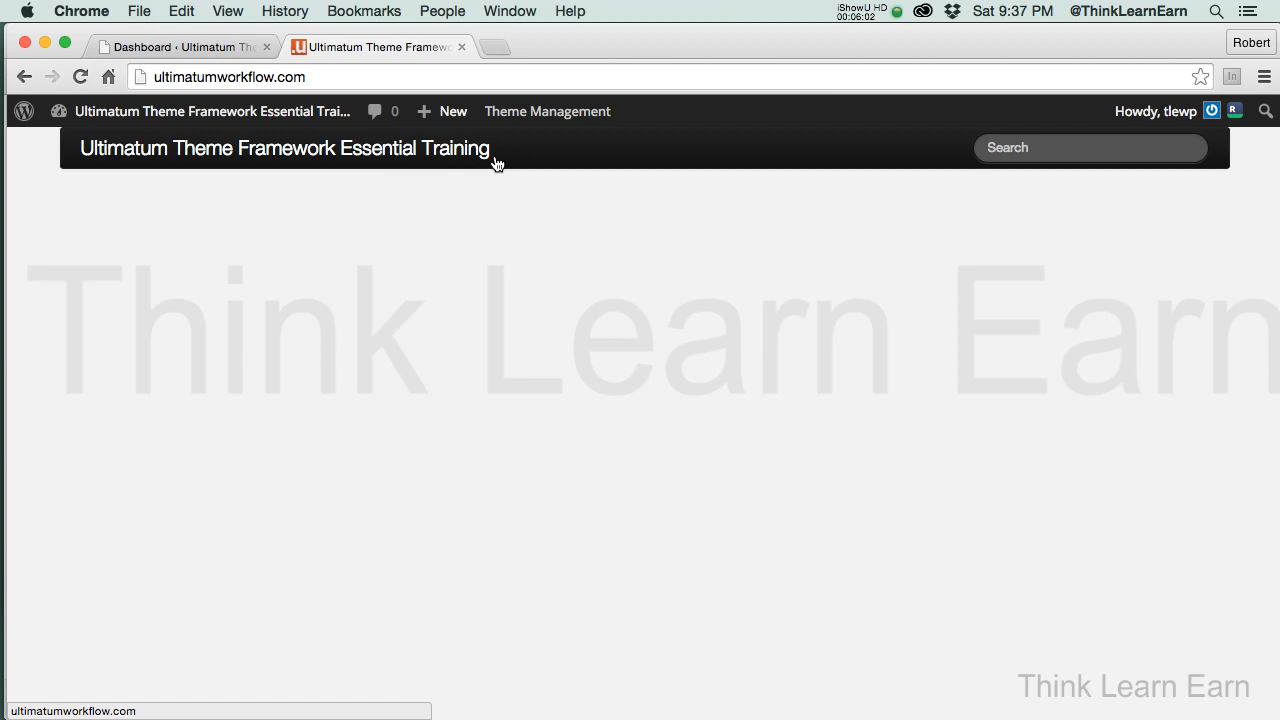 Chrome File Edit View History Bookmarks People Window Help iShowU HD 00:06:02 Sat 9:37 PM @ThinkLearnEarn
Dashboard ‹ Ultimatum Th Ultimatum Theme Framew Robert
ultimatumworkflow.com In
Ultimatum Theme Framework Essential Trai... 0 New Theme Management Howdy, tlewp R
Ultimatum Theme Framework Essential Training Search
Think Learn Earn
Think Learn Earn
ultimatumworkflow.com